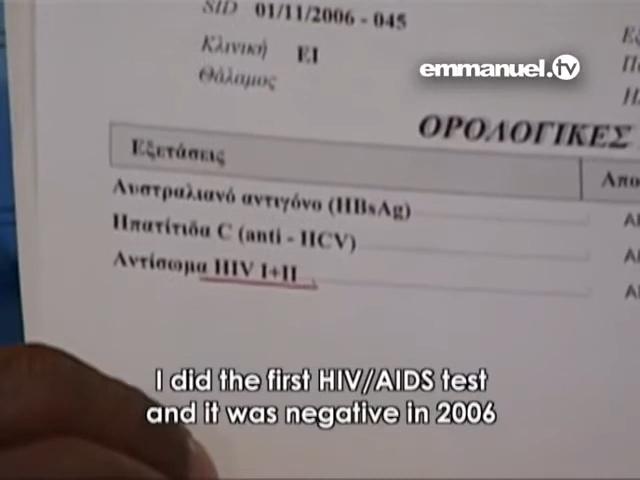 SID 01/11/2006 - 045
Κλινική ΕΙ
Θάλαμος
emmanuel.tv
ΟΡΟΛΟΓΙΚΕΣ
Εξετάσεις
Αυστραλιανό αντιγόνο (HBsAg)
Ηπατίτιδα C (anti - HCV)
Αντίσωμα HIV I+II
I did the first HIV/AIDS test
and it was negative in 2006